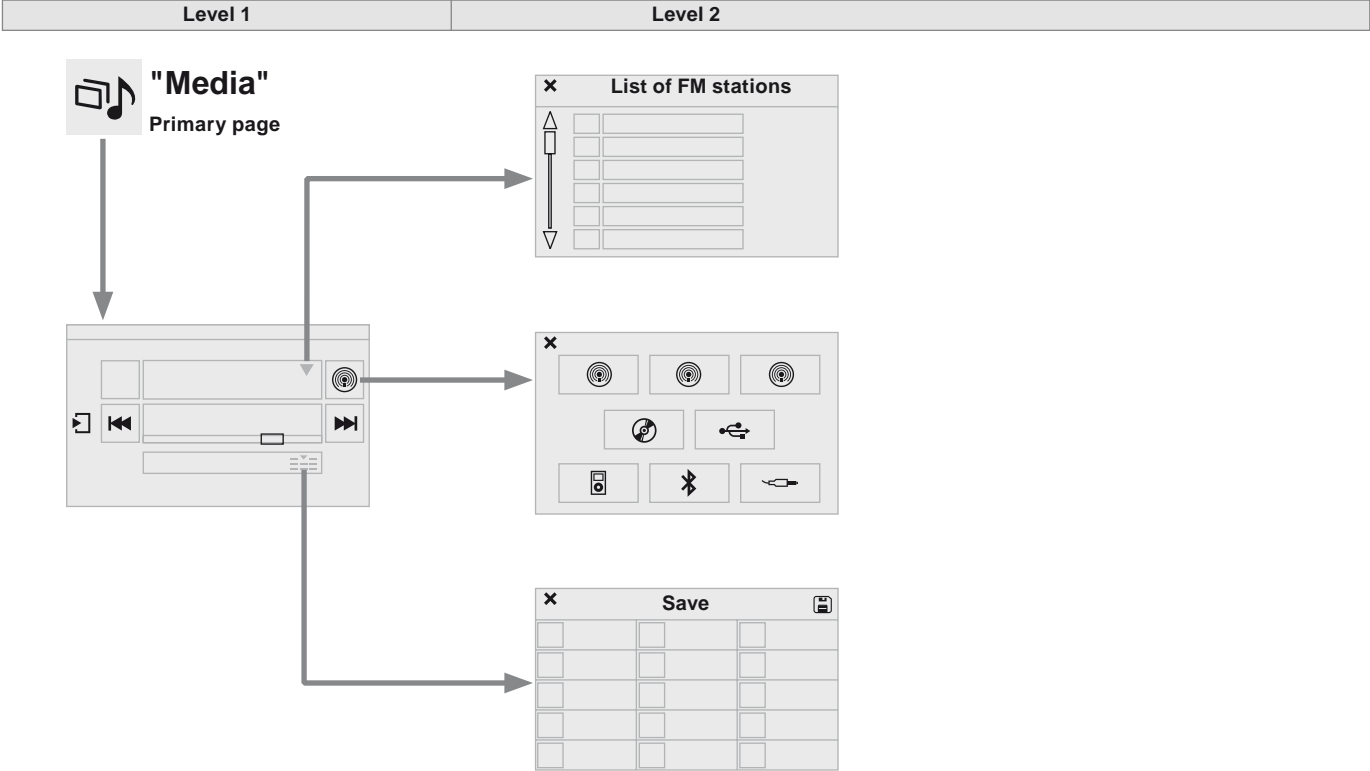 Level 1
Level 2
"Media"
Primary page
List of FM stations
Save